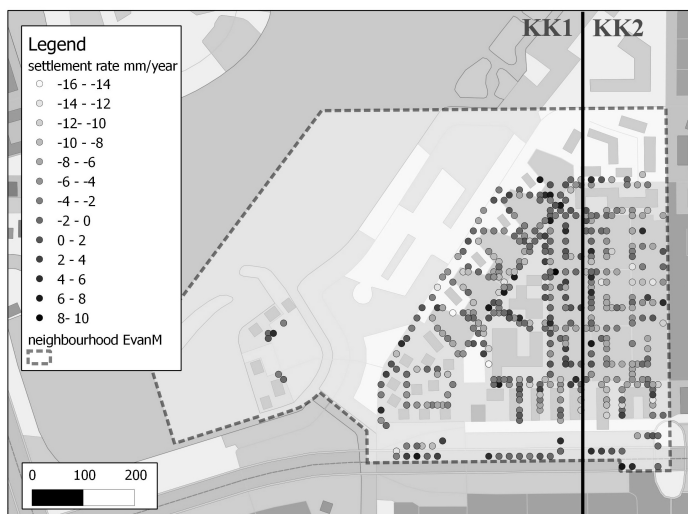 KK1 KK2
Legend
settlement rate mm/year
-16 - -14
-14 - -12
-12- -10
-10 - -8
-8 - -6
-6 - -4
-4 - -2
-2 - 0
0 - 2
2 - 4
4 - 6
6 - 8
8- 10
neighbourhood EvanM
0 100 200